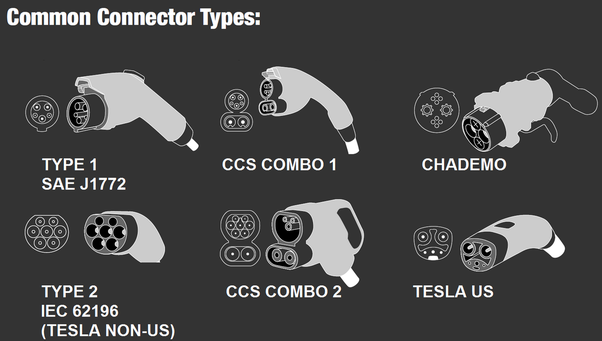 Common Connector Types:
TYPE 1
SAE J1772
CCS COMBO 1
CHADEMO
TYPE 2
IEC 62196
(TESLA NON-US)
CCS COMBO 2
TESLA US